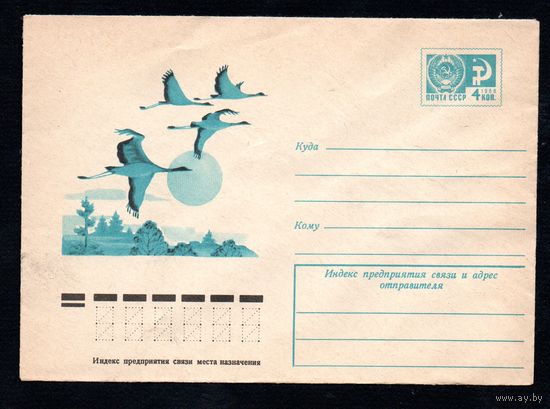 ПОЧТА СССР
1966
4 КОП.
Куда
Кому
Индекс предприятия связи и адрес
отправителя
Индекс предприятия связи места назначения
www.ay.by